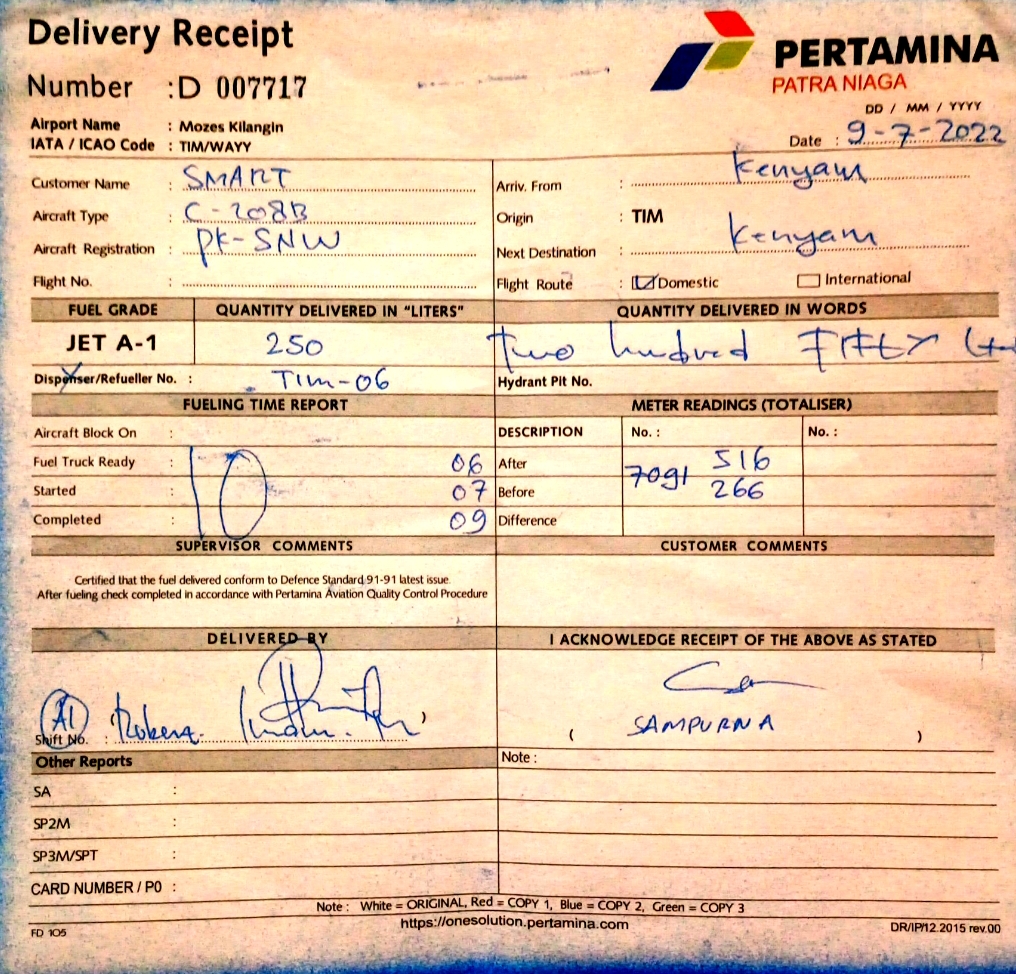 Delivery Receipt
PERTAMINA
PATRA NIAGA
Number : D 007717
DD / MM / YYYY
Airport Name : Mozes Kilangin
Date : 9-7-2022
IATA / ICAO Code : TIM/WAYY
Customer Name : SMART
Arriv. From : Kenyam
Aircraft Type : C-208B
Origin : TIM
Aircraft Registration : PK-SNW
Next Destination : Kenyam
Flight No. :
Flight Route : Domestic International
FUEL GRADE QUANTITY DELIVERED IN "LITERS" QUANTITY DELIVERED IN WORDS
JET A-1 250 Two hundred FIFTY
Dispenser/Refueller No. : TIM-06 Hydrant Pit No.
FUELING TIME REPORT METER READINGS (TOTALISER)
Aircraft Block On : DESCRIPTION No. : No. :
Fuel Truck Ready : 10 06 After 7091 516
Started : 07 Before 266
Completed : 09 Difference
SUPERVISOR COMMENTS CUSTOMER COMMENTS
Certified that the fuel delivered conform to Defence Standard 91-91 latest issue.
After fueling check completed in accordance with Pertamina Aviation Quality Control Procedure
DELIVERED BY I ACKNOWLEDGE RECEIPT OF THE ABOVE AS STATED
A1
Shift No. :
( SAMPURNA )
Other Reports Note :
SA :
SP2M :
SP3M/SPT :
CARD NUMBER / P0 :
Note : White = ORIGINAL, Red = COPY 1, Blue = COPY 2, Green = COPY 3
https://onesolution.pertamina.com
FD 105
DR/IP/12.2015 rev.00